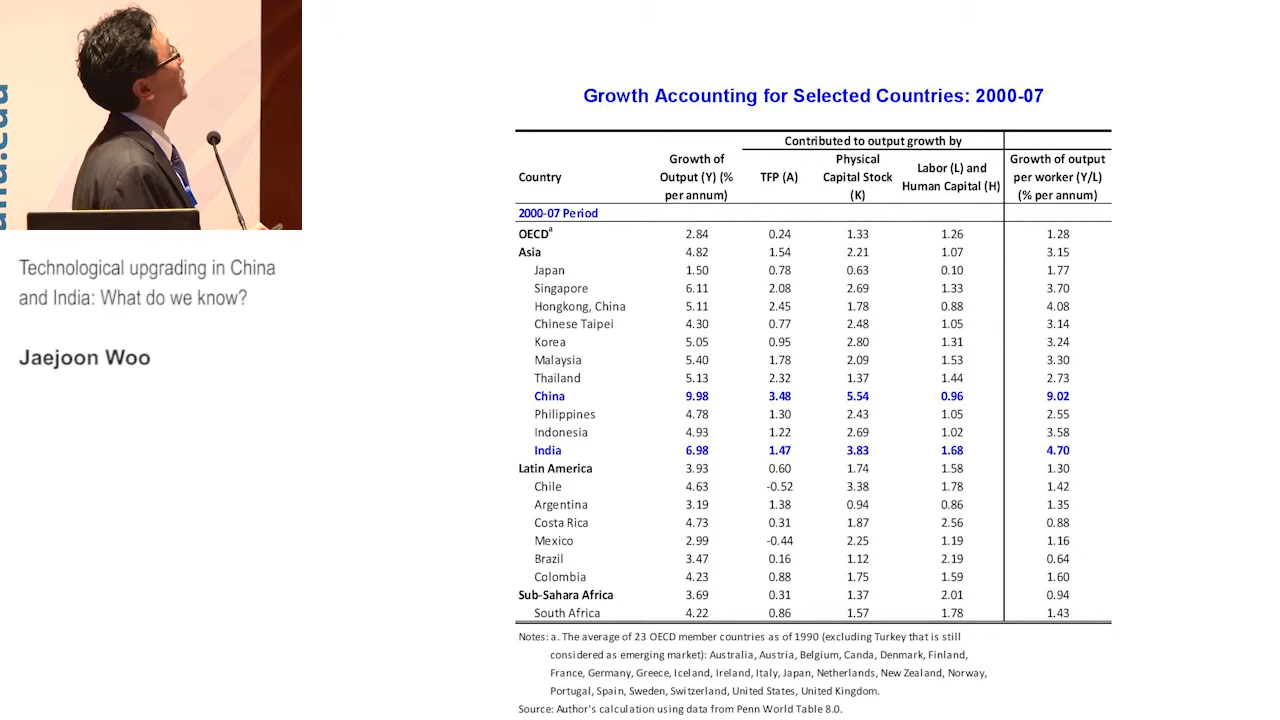 Technological upgrading in China
and India: What do we know?
Jaejoon Woo
Growth Accounting for Selected Countries: 2000-07
Contributed to output growth by
Country Growth of Output (Y) (% per annum) TFP (A) Physical Capital Stock (K) Labor (L) and Human Capital (H) Growth of output per worker (Y/L) (% per annum)
2000-07 Period
OECDa 2.84 0.24 1.33 1.26 1.28
Asia 4.82 1.54 2.21 1.07 3.15
Japan 1.50 0.78 0.63 0.10 1.77
Singapore 6.11 2.08 2.69 1.33 3.70
Hongkong, China 5.11 2.45 1.78 0.88 4.08
Chinese Taipei 4.30 0.77 2.48 1.05 3.14
Korea 5.05 0.95 2.80 1.31 3.24
Malaysia 5.40 1.78 2.09 1.53 3.30
Thailand 5.13 2.32 1.37 1.44 2.73
China 9.98 3.48 5.54 0.96 9.02
Philippines 4.78 1.30 2.43 1.05 2.55
Indonesia 4.93 1.22 2.69 1.02 3.58
India 6.98 1.47 3.83 1.68 4.70
Latin America 3.93 0.60 1.74 1.58 1.30
Chile 4.63 -0.52 3.38 1.78 1.42
Argentina 3.19 1.38 0.94 0.86 1.35
Costa Rica 4.73 0.31 1.87 2.56 0.88
Mexico 2.99 -0.44 2.25 1.19 1.16
Brazil 3.47 0.16 1.12 2.19 0.64
Colombia 4.23 0.88 1.75 1.59 1.60
Sub-Sahara Africa 3.69 0.31 1.37 2.01 0.94
South Africa 4.22 0.86 1.57 1.78 1.43
Notes: a. The average of 23 OECD member countries as of 1990 (excluding Turkey that is still
considered as emerging market): Australia, Austria, Belgium, Canda, Denmark, Finland,
France, Germany, Greece, Iceland, Ireland, Italy, Japan, Netherlands, New Zealand, Norway,
Portugal, Spain, Sweden, Switzerland, United States, United Kingdom.
Source: Author's calculation using data from Penn World Table 8.0.